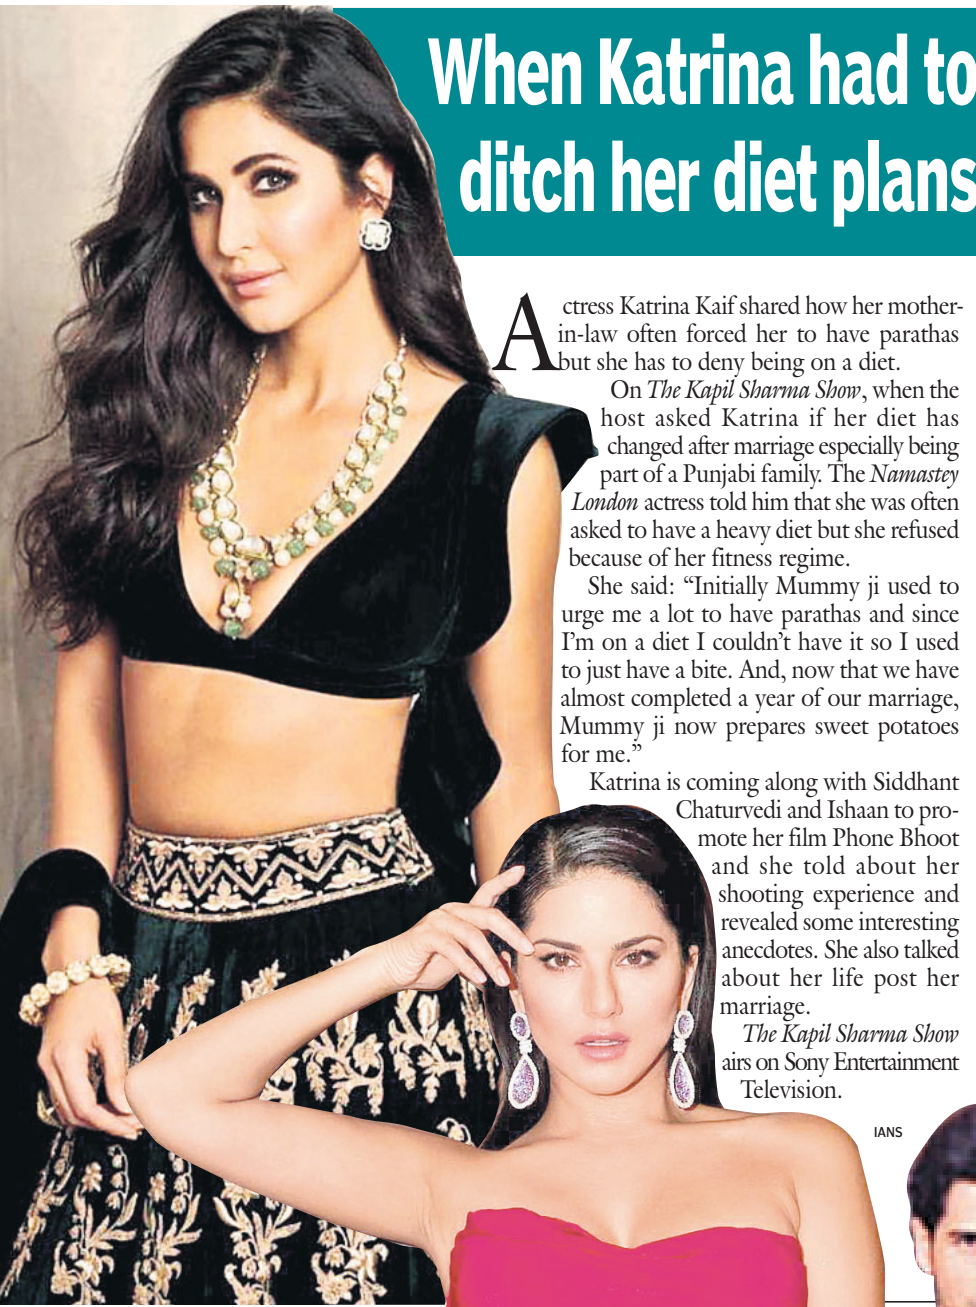 When Katrina had to
ditch her diet plans
Actress Katrina Kaif shared how her mother-
in-law often forced her to have parathas
but she has to deny being on a diet.
On The Kapil Sharma Show, when the
host asked Katrina if her diet has
changed after marriage especially being
part of a Punjabi family. The Namastey
London actress told him that she was often
asked to have a heavy diet but she refused
because of her fitness regime.
She said: “Initially Mummy ji used to
urge me a lot to have parathas and since
I’m on a diet I couldn’t have it so I used
to just have a bite. And, now that we have
almost completed a year of our marriage,
Mummy ji now prepares sweet potatoes
for me.”
Katrina is coming along with Siddhant
Chaturvedi and Ishaan to pro-
mote her film Phone Bhoot
and she told about her
shooting experience and
revealed some interesting
anecdotes. She also talked
about her life post her
marriage.
The Kapil Sharma Show
airs on Sony Entertainment
Television.
IANS